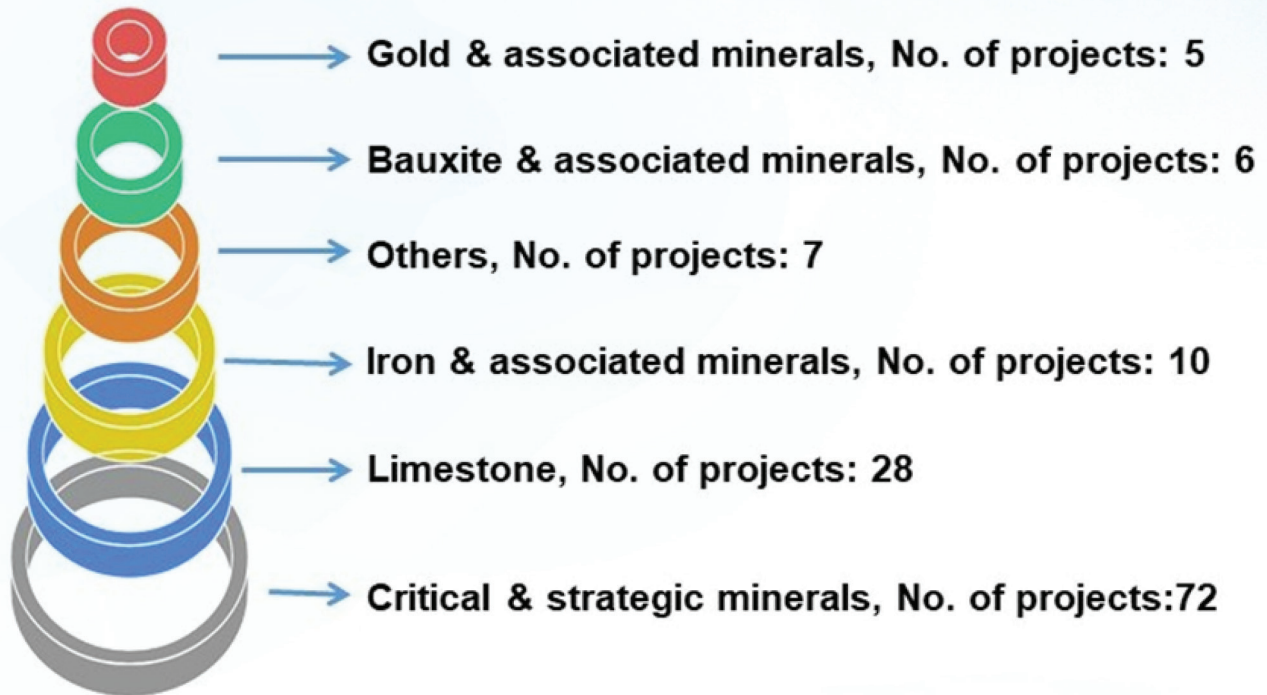 Gold & associated minerals, No. of projects: 5
Bauxite & associated minerals, No. of projects: 6
Others, No. of projects: 7
Iron & associated minerals, No. of projects: 10
Limestone, No. of projects: 28
Critical & strategic minerals, No. of projects:72